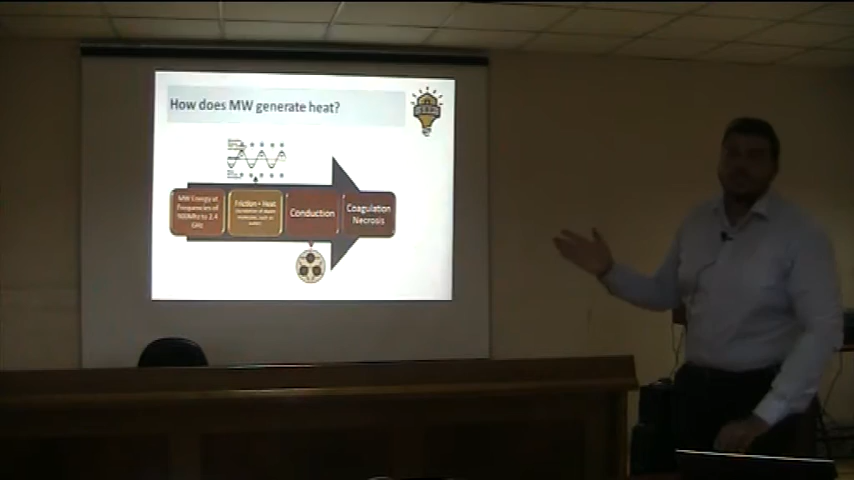 How does MW generate heat?
MW Energy at
Frequencies of
900Mhz to 2.4
GHz
Friction = Heat
Conduction
Coagulation
Necrosis